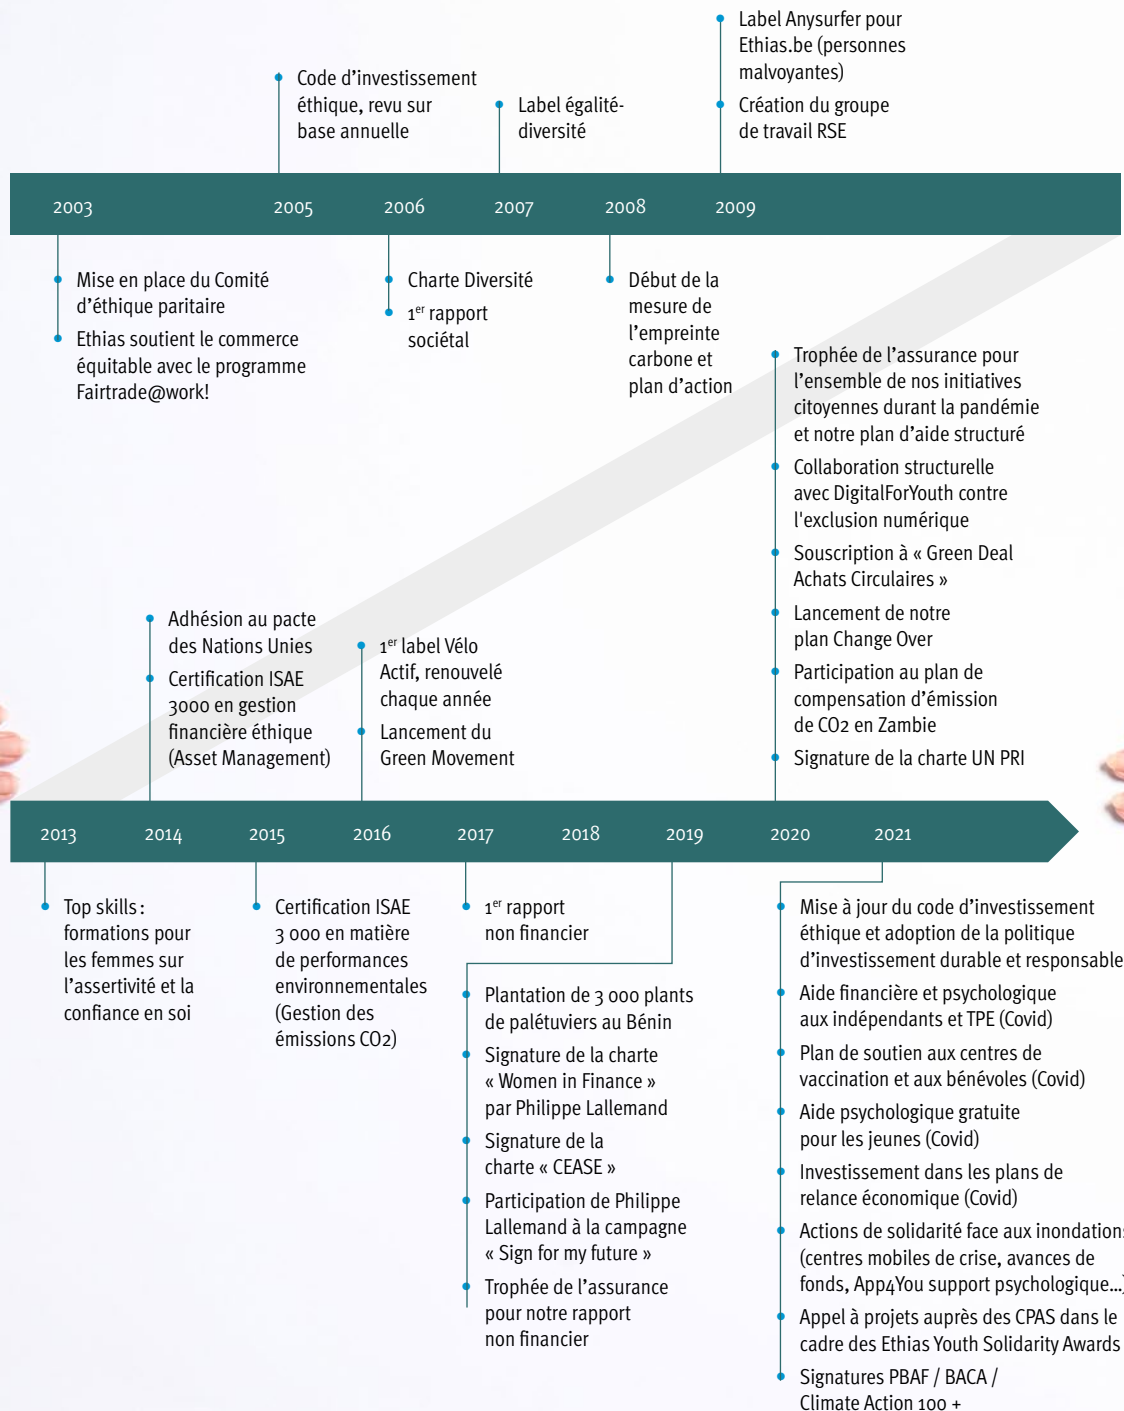 Label Anysurfer pour
Ethias.be (personnes
malvoyantes)
Création du groupe
de travail RSE
Code d’investissement
éthique, revu sur
base annuelle
Label égalité-
diversité
2003 2005 2006 2007 2008 2009
Mise en place du Comité
d’éthique paritaire
Ethias soutient le commerce
équitable avec le programme
Fairtrade@work!
Charte Diversité
1er rapport
sociétal
Début de la
mesure de
l’empreinte
carbone et
plan d’action
Adhésion au pacte
des Nations Unies
Certification ISAE
3000 en gestion
financière éthique
(Asset Management)
1er label Vélo
Actif, renouvelé
chaque année
Lancement du
Green Movement
Trophée de l’assurance pour
l’ensemble de nos initiatives
citoyennes durant la pandémie
et notre plan d’aide structuré
Collaboration structurelle
avec DigitalForYouth contre
l'exclusion numérique
Souscription à « Green Deal
Achats Circulaires »
Lancement de notre
plan Change Over
Participation au plan de
compensation d’émission
de CO2 en Zambie
Signature de la charte UN PRI
2013 2014 2015 2016 2017 2018 2019 2020 2021
Top skills :
formations pour
les femmes sur
l’assertivité et la
confiance en soi
Certification ISAE
3 000 en matière
de performances
environnementales
(Gestion des
émissions CO2)
1er rapport
non financier
Plantation de 3 000 plants
de palétuviers au Bénin
Signature de la charte
« Women in Finance »
par Philippe Lallemand
Signature de la
charte « CEASE »
Participation de Philippe
Lallemand à la campagne
« Sign for my future »
Trophée de l’assurance
pour notre rapport
non financier
Mise à jour du code d’investissement
éthique et adoption de la politique
d’investissement durable et responsable
Aide financière et psychologique
aux indépendants et TPE (Covid)
Plan de soutien aux centres de
vaccination et aux bénévoles (Covid)
Aide psychologique gratuite
pour les jeunes (Covid)
Investissement dans les plans de
relance économique (Covid)
Actions de solidarité face aux inondations
(centres mobiles de crise, avances de
fonds, App4You support psychologique...)
Appel à projets auprès des CPAS dans le
cadre des Ethias Youth Solidarity Awards
Signatures PBAF / BACA /
Climate Action 100 +